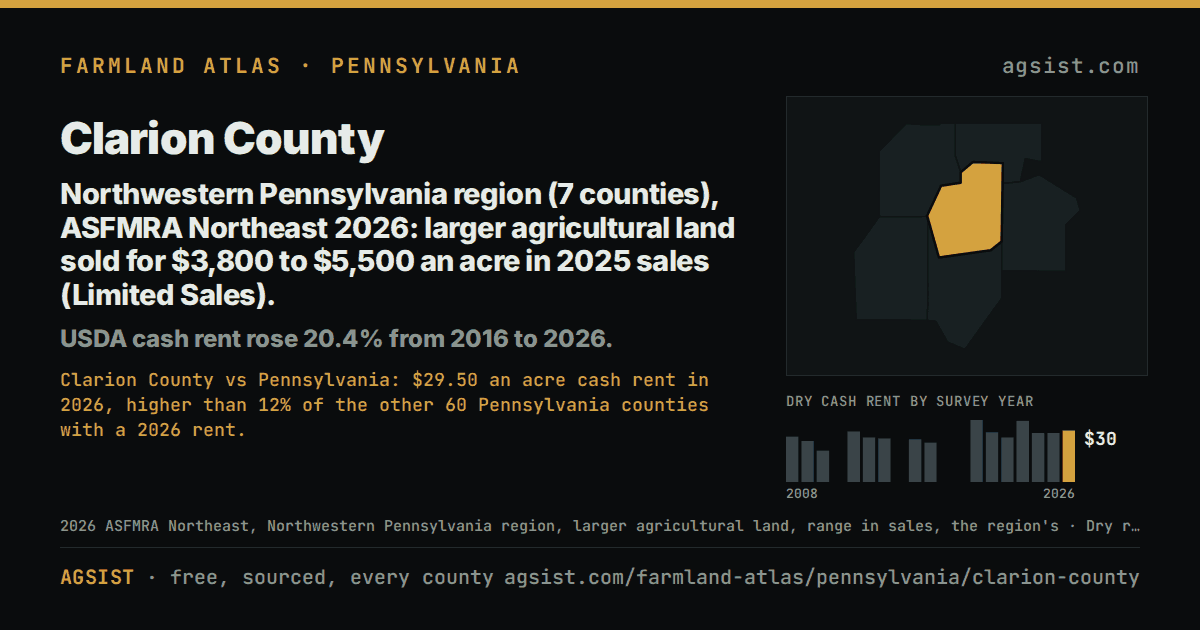 FARMLAND ATLAS · PENNSYLVANIA
agsist.com
Clarion County
Northwestern Pennsylvania region (7 counties),
ASFMRA Northeast 2026: larger agricultural land
sold for $3,800 to $5,500 an acre in 2025 sales
(Limited Sales).
USDA cash rent rose 20.4% from 2016 to 2026.
Clarion County vs Pennsylvania: $29.50 an acre cash rent in
2026, higher than 12% of the other 60 Pennsylvania counties
with a 2026 rent.
DRY CASH RENT BY SURVEY YEAR
$30
2008 2026
2026 ASFMRA Northeast, Northwestern Pennsylvania region, larger agricultural land, range in sales, the region's · Dry r…
AGSIST · free, sourced, every county agsist.com/farmland-atlas/pennsylvania/clarion-county